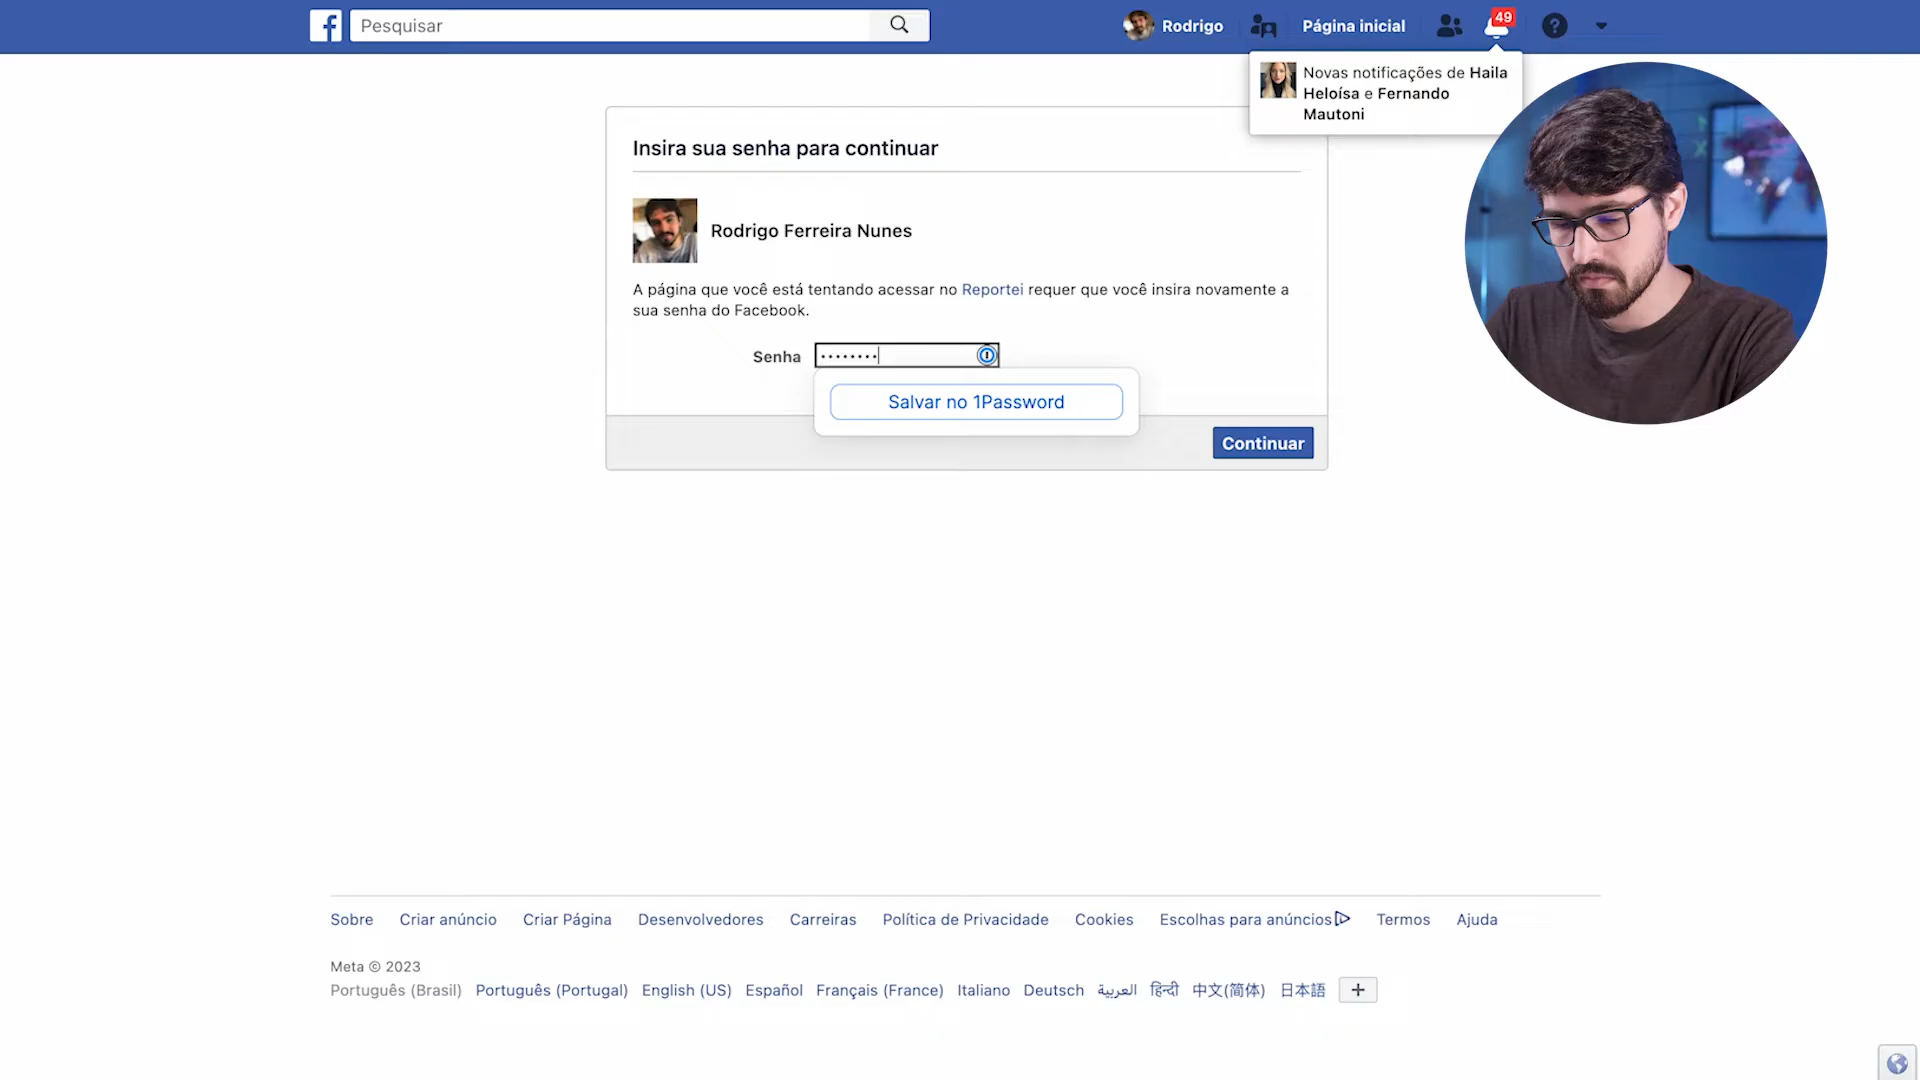 Pesquisar
Rodrigo
Página inicial
49
Novas notificações de Haila
Heloísa e Fernando
Mautoni
Insira sua senha para continuar
Rodrigo Ferreira Nunes
A página que você está tentando acessar no Reportei requer que você insira novamente a
sua senha do Facebook.
Senha ••••••••
Salvar no 1Password
Continuar
Sobre Criar anúncio Criar Página Desenvolvedores Carreiras Política de Privacidade Cookies Escolhas para anúncios Termos Ajuda
Meta © 2023
Português (Brasil) Português (Portugal) English (US) Español Français (France) Italiano Deutsch العربية हिन्दी 中文(简体) 日本語